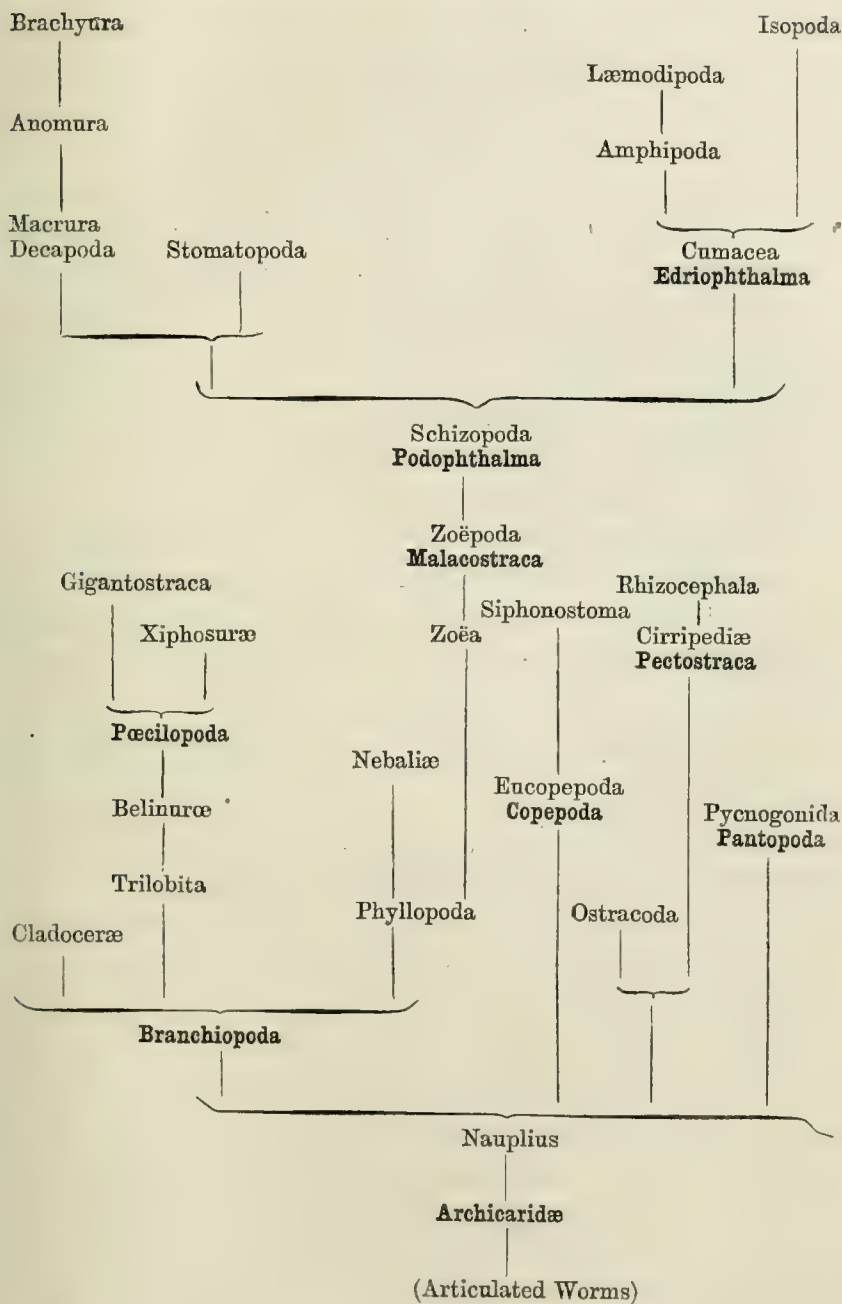 Brachyura
Isopoda
Læmodipoda
Anomura
Amphipoda
Macrura
Decapoda
Stomatopoda
Cumacea
Edriophthalma
Schizopoda
Podophthalma
Zoëpoda
Malacostraca
Gigantostraca
Rhizocephala
Siphonostoma
Xiphosuræ
Zoëa
Cirripediæ
Pectostraca
Pœcilopoda
Nebaliæ
Eucopepoda
Copepoda
Belinuræ
Pycnogonida
Pantopoda
Trilobita
Phyllopoda
Ostracoda
Cladoceræ
Branchiopoda
Nauplius
Archicaridæ
(Articulated Worms)